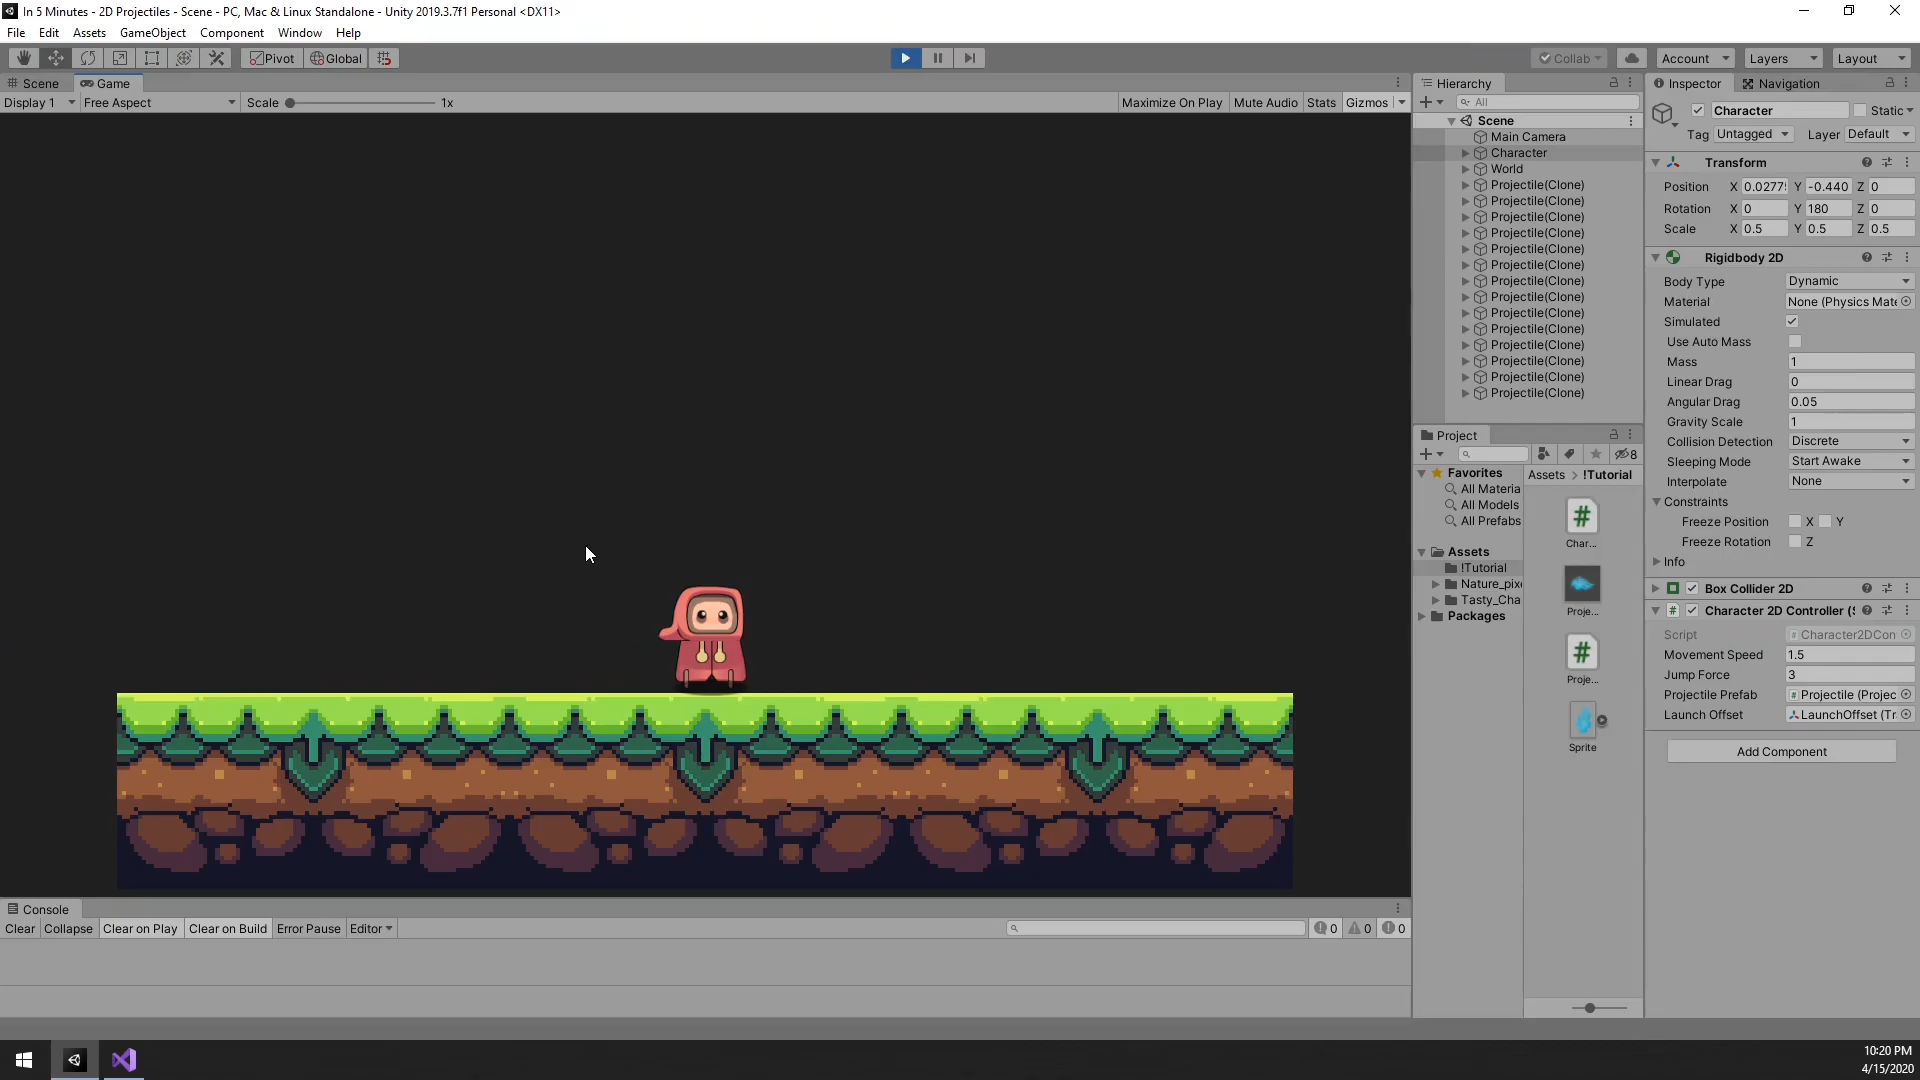 In 5 Minutes - 2D Projectiles - Scene - PC, Mac & Linux Standalone - Unity 2019.3.7f1 Personal <DX11>
File Edit Assets GameObject Component Window Help
Pivot Global Collab Account Layers Layout
Scene Game
Display 1 Free Aspect Scale 1x Maximize On Play Mute Audio Stats Gizmos
Hierarchy
All
Scene
Main Camera
Character
World
Projectile(Clone)
Projectile(Clone)
Projectile(Clone)
Projectile(Clone)
Projectile(Clone)
Projectile(Clone)
Projectile(Clone)
Projectile(Clone)
Projectile(Clone)
Projectile(Clone)
Projectile(Clone)
Projectile(Clone)
Projectile(Clone)
Projectile(Clone)
Project
8
Favorites
All Materia
All Models
All Prefabs
Assets
!Tutorial
Nature_pix
Tasty_Cha
Packages
Assets > !Tutorial
Char...
Proje...
Proje...
Sprite
Inspector Navigation
Character Static
Tag Untagged Layer Default
Transform
Position X 0.0277 Y -0.440 Z 0
Rotation X 0 Y 180 Z 0
Scale X 0.5 Y 0.5 Z 0.5
Rigidbody 2D
Body Type Dynamic
Material None (Physics Mate
Simulated
Use Auto Mass
Mass 1
Linear Drag 0
Angular Drag 0.05
Gravity Scale 1
Collision Detection Discrete
Sleeping Mode Start Awake
Interpolate None
Constraints
Freeze Position X Y
Freeze Rotation Z
Info
Box Collider 2D
Character 2D Controller (S
Script Character2DCon
Movement Speed 1.5
Jump Force 3
Projectile Prefab Projectile (Projec
Launch Offset LaunchOffset (Tr
Add Component
Console
Clear Collapse Clear on Play Clear on Build Error Pause Editor 0 0 0
10:20 PM
4/15/2020